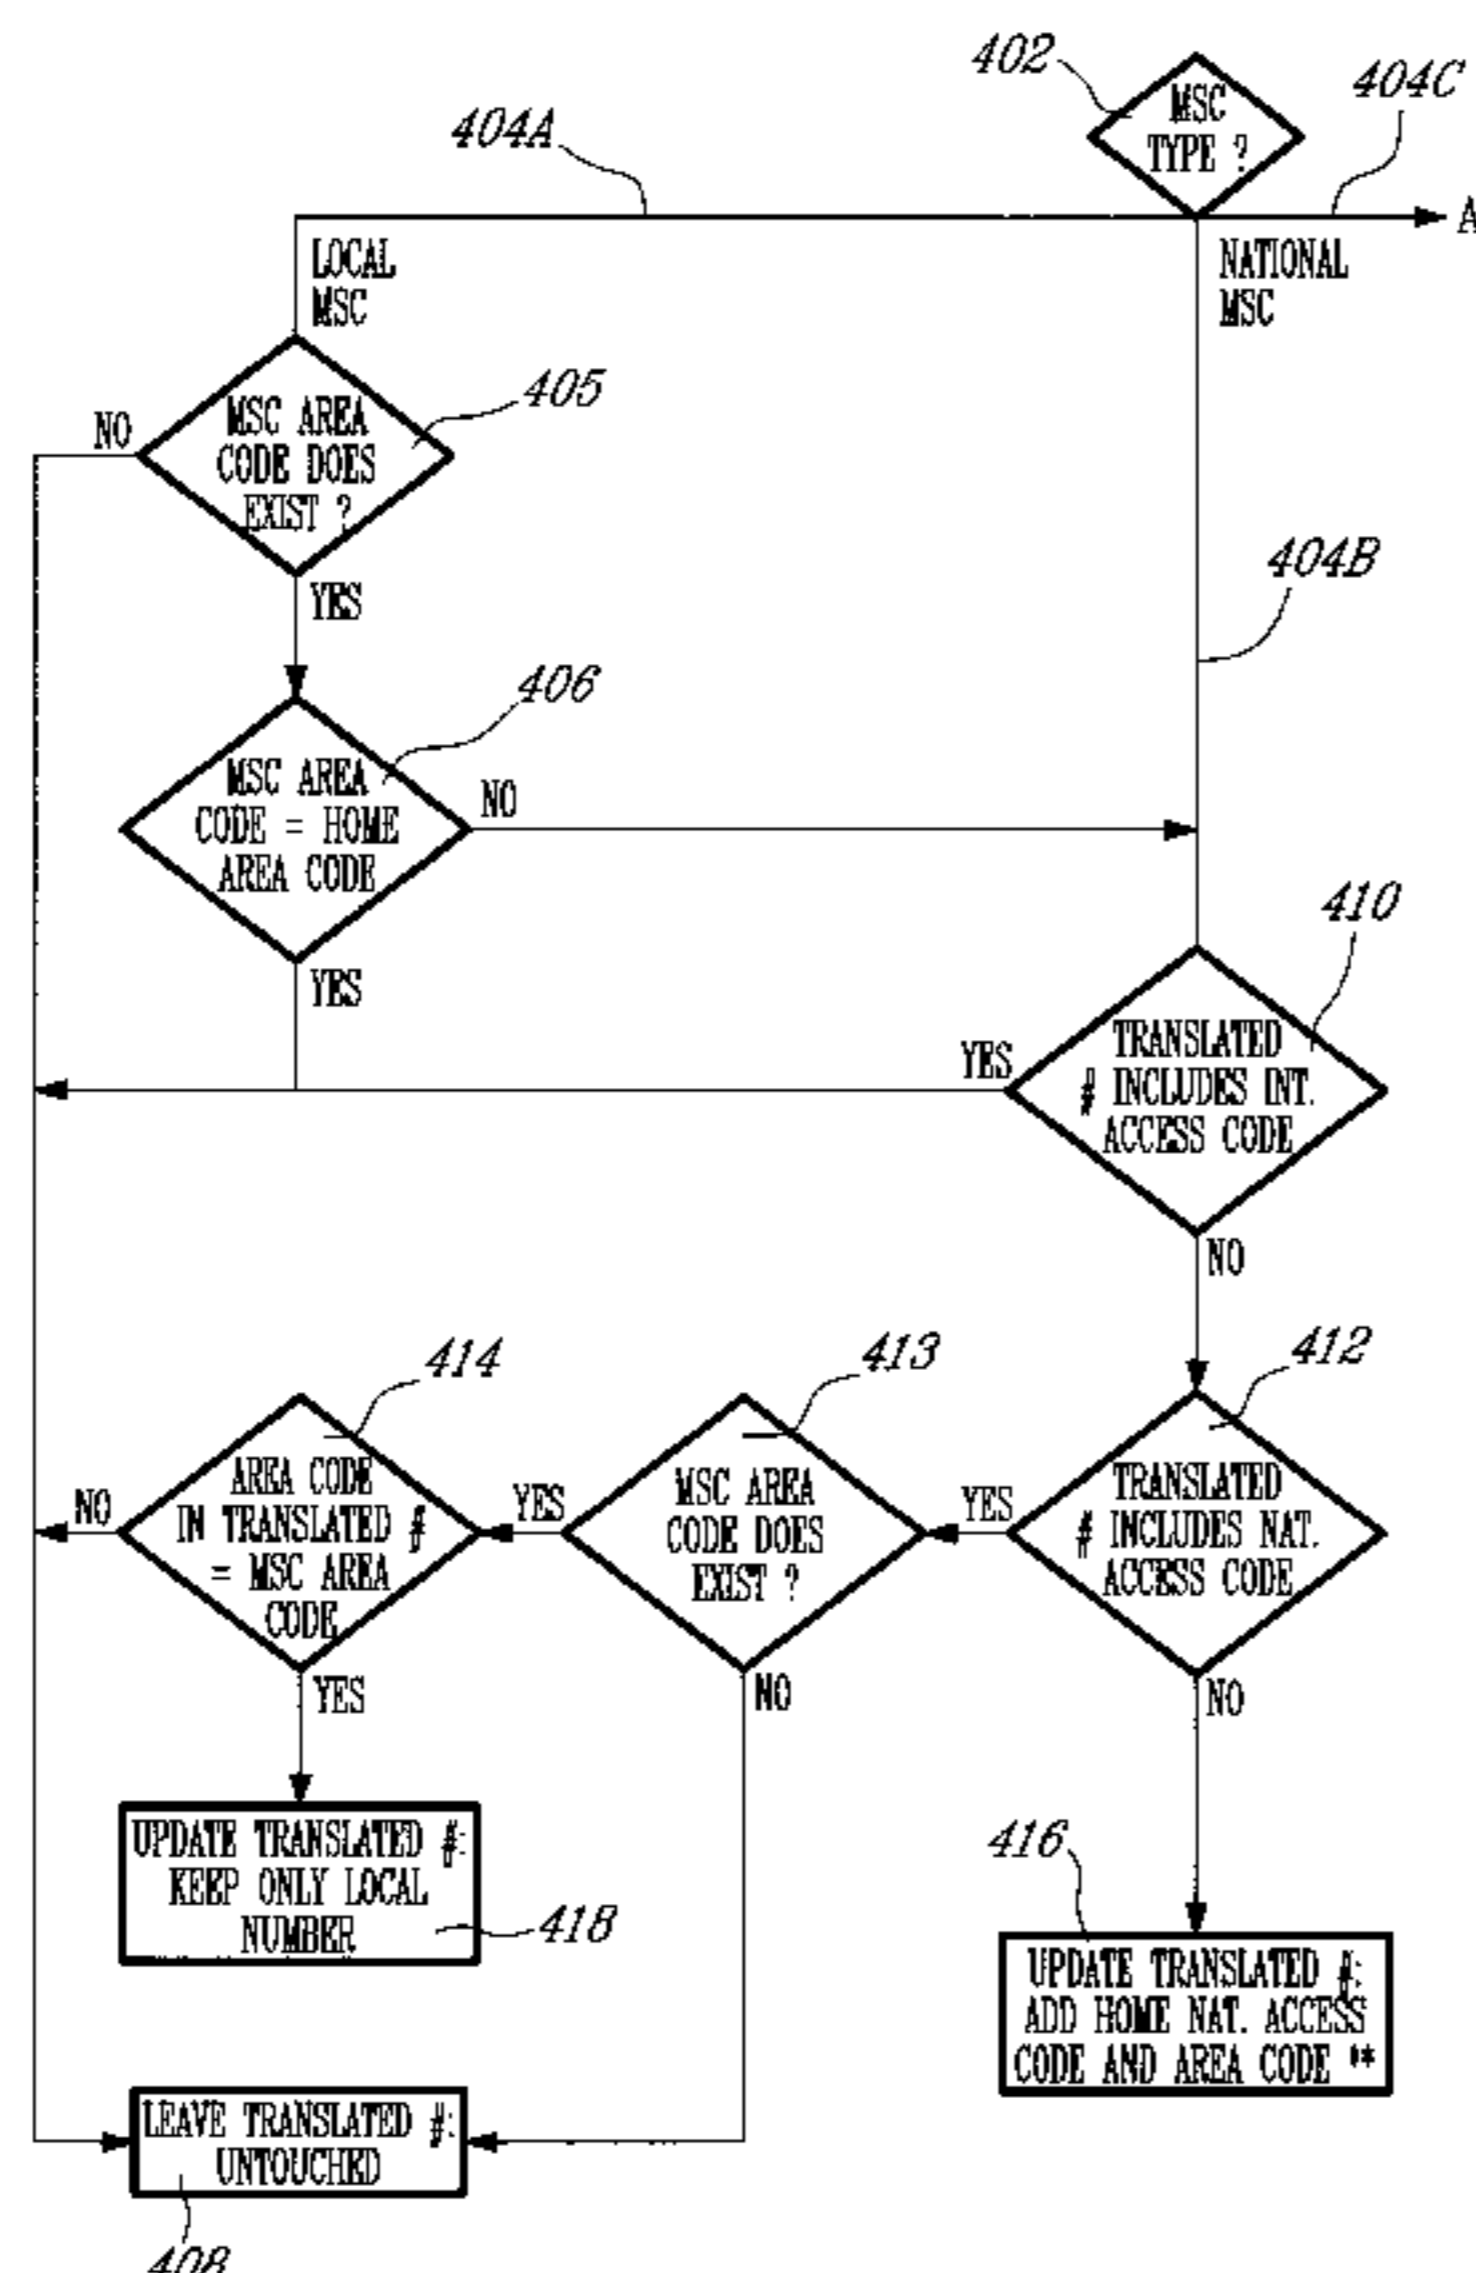 402
MSC
TYPE ?
404C
404A
A
LOCAL
MSC
NATIONAL
MSC
405
NO
MSC AREA
CODE DOES
EXIST ?
YES
404B
406
MSC AREA
CODE = HOME
AREA CODE
NO
YES
410
YES
TRANSLATED
# INCLUDES INT.
ACCESS CODE
NO
414
413
412
NO
AREA CODE
IN TRANSLATED #
= MSC AREA
CODE
YES
YES
MSC AREA
CODE DOES
EXIST ?
NO
YES
TRANSLATED
# INCLUDES NAT.
ACCESS CODE
NO
UPDATE TRANSLATED #:
KEEP ONLY LOCAL
NUMBER
418
416
UPDATE TRANSLATED #:
ADD HOME NAT. ACCESS
CODE AND AREA CODE **
LEAVE TRANSLATED #:
UNTOUCHED
408